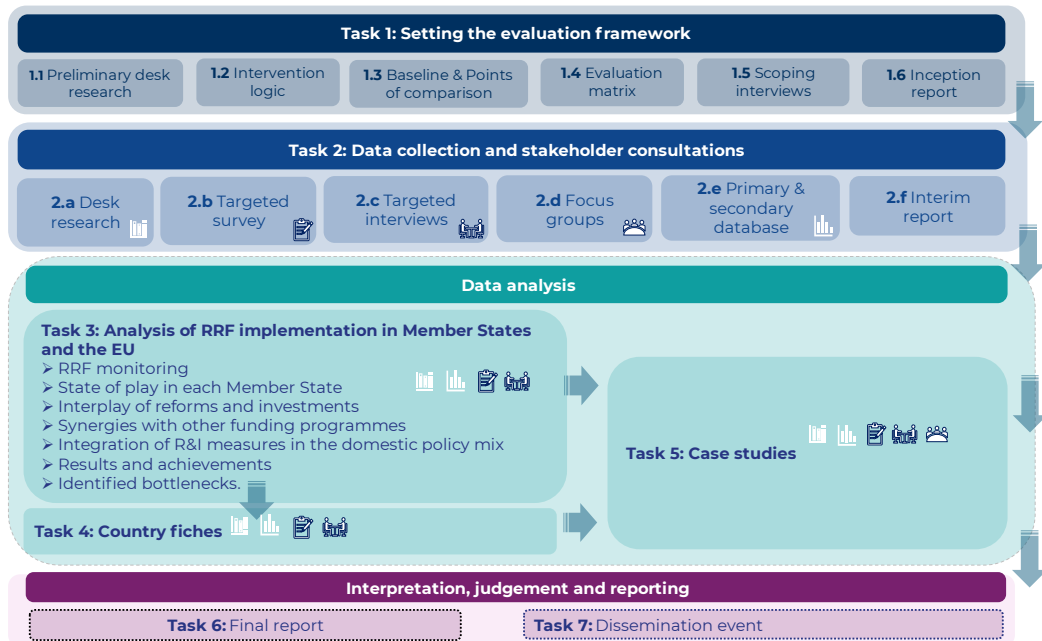 Task 1: Setting the evaluation framework
1.1 Preliminary desk
research
1.2 Intervention
logic
1.3 Baseline & Points
of comparison
1.4 Evaluation
matrix
1.5 Scoping
interviews
1.6 Inception
report
Task 2: Data collection and stakeholder consultations
2.a Desk
research
2.b Targeted
survey
2.c Targeted
interviews
2.d Focus
groups
2.e Primary &
secondary
database
2.f Interim
report
Data analysis
Task 3: Analysis of RRF implementation in Member States
and the EU
➢ RRF monitoring
➢ State of play in each Member State
➢ Interplay of reforms and investments
➢ Synergies with other funding programmes
➢ Integration of R&I measures in the domestic policy mix
➢ Results and achievements
➢ Identified bottlenecks.
Task 4: Country fiches
Task 5: Case studies
Interpretation, judgement and reporting
Task 6: Final report
Task 7: Dissemination event